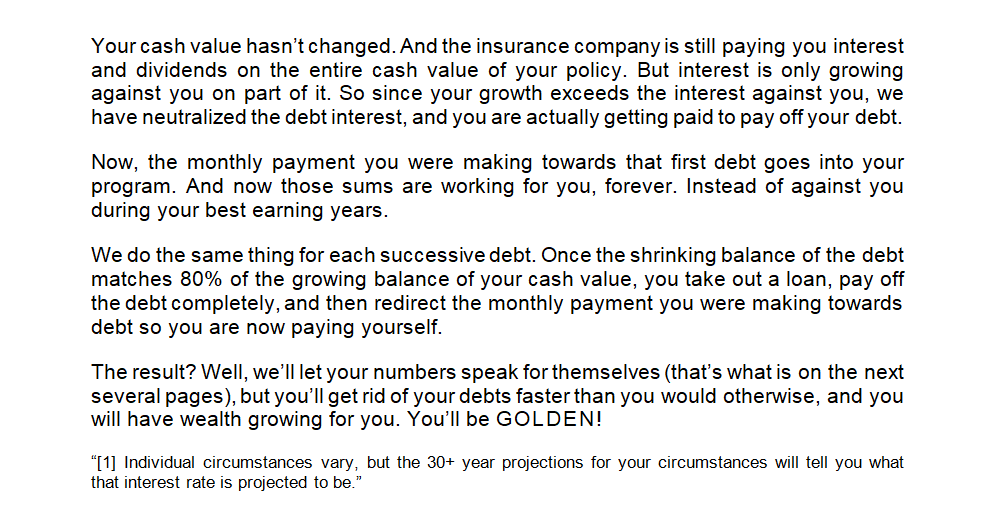 Your cash value hasn’t changed. And the insurance company is still paying you interest
and dividends on the entire cash value of your policy. But interest is only growing
against you on part of it. So since your growth exceeds the interest against you, we
have neutralized the debt interest, and you are actually getting paid to pay off your debt.
Now, the monthly payment you were making towards that first debt goes into your
program. And now those sums are working for you, forever. Instead of against you
during your best earning years.
We do the same thing for each successive debt. Once the shrinking balance of the debt
matches 80% of the growing balance of your cash value, you take out a loan, pay off
the debt completely, and then redirect the monthly payment you were making towards
debt so you are now paying yourself.
The result? Well, we’ll let your numbers speak for themselves (that’s what is on the next
several pages), but you’ll get rid of your debts faster than you would otherwise, and you
will have wealth growing for you. You’ll be GOLDEN!
“[1] Individual circumstances vary, but the 30+ year projections for your circumstances will tell you what
that interest rate is projected to be.”